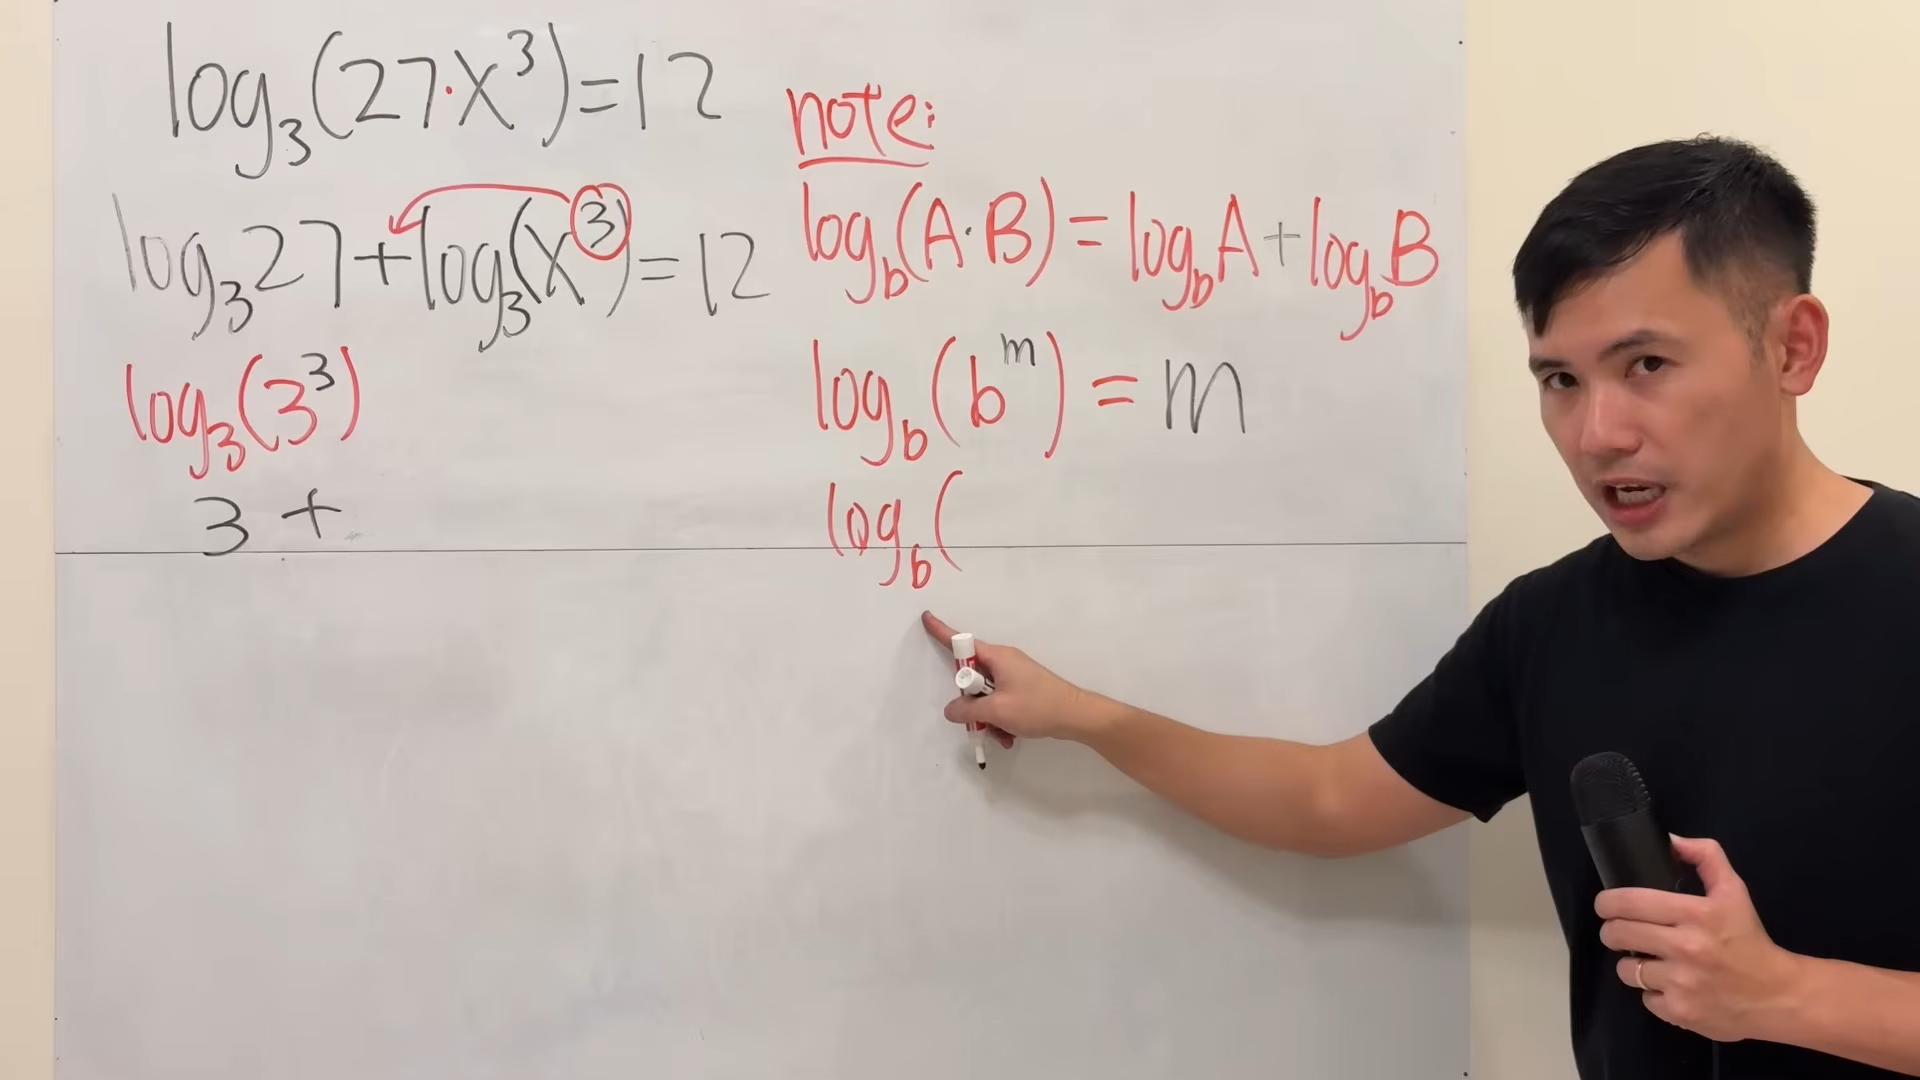 log₃(27·x³)=12
log₃27+log₃(x³)=12
log₃(3³)
3 +
note:
log_b(A·B)=log_bA+log_bB
log_b(b^m)=m
log_b(